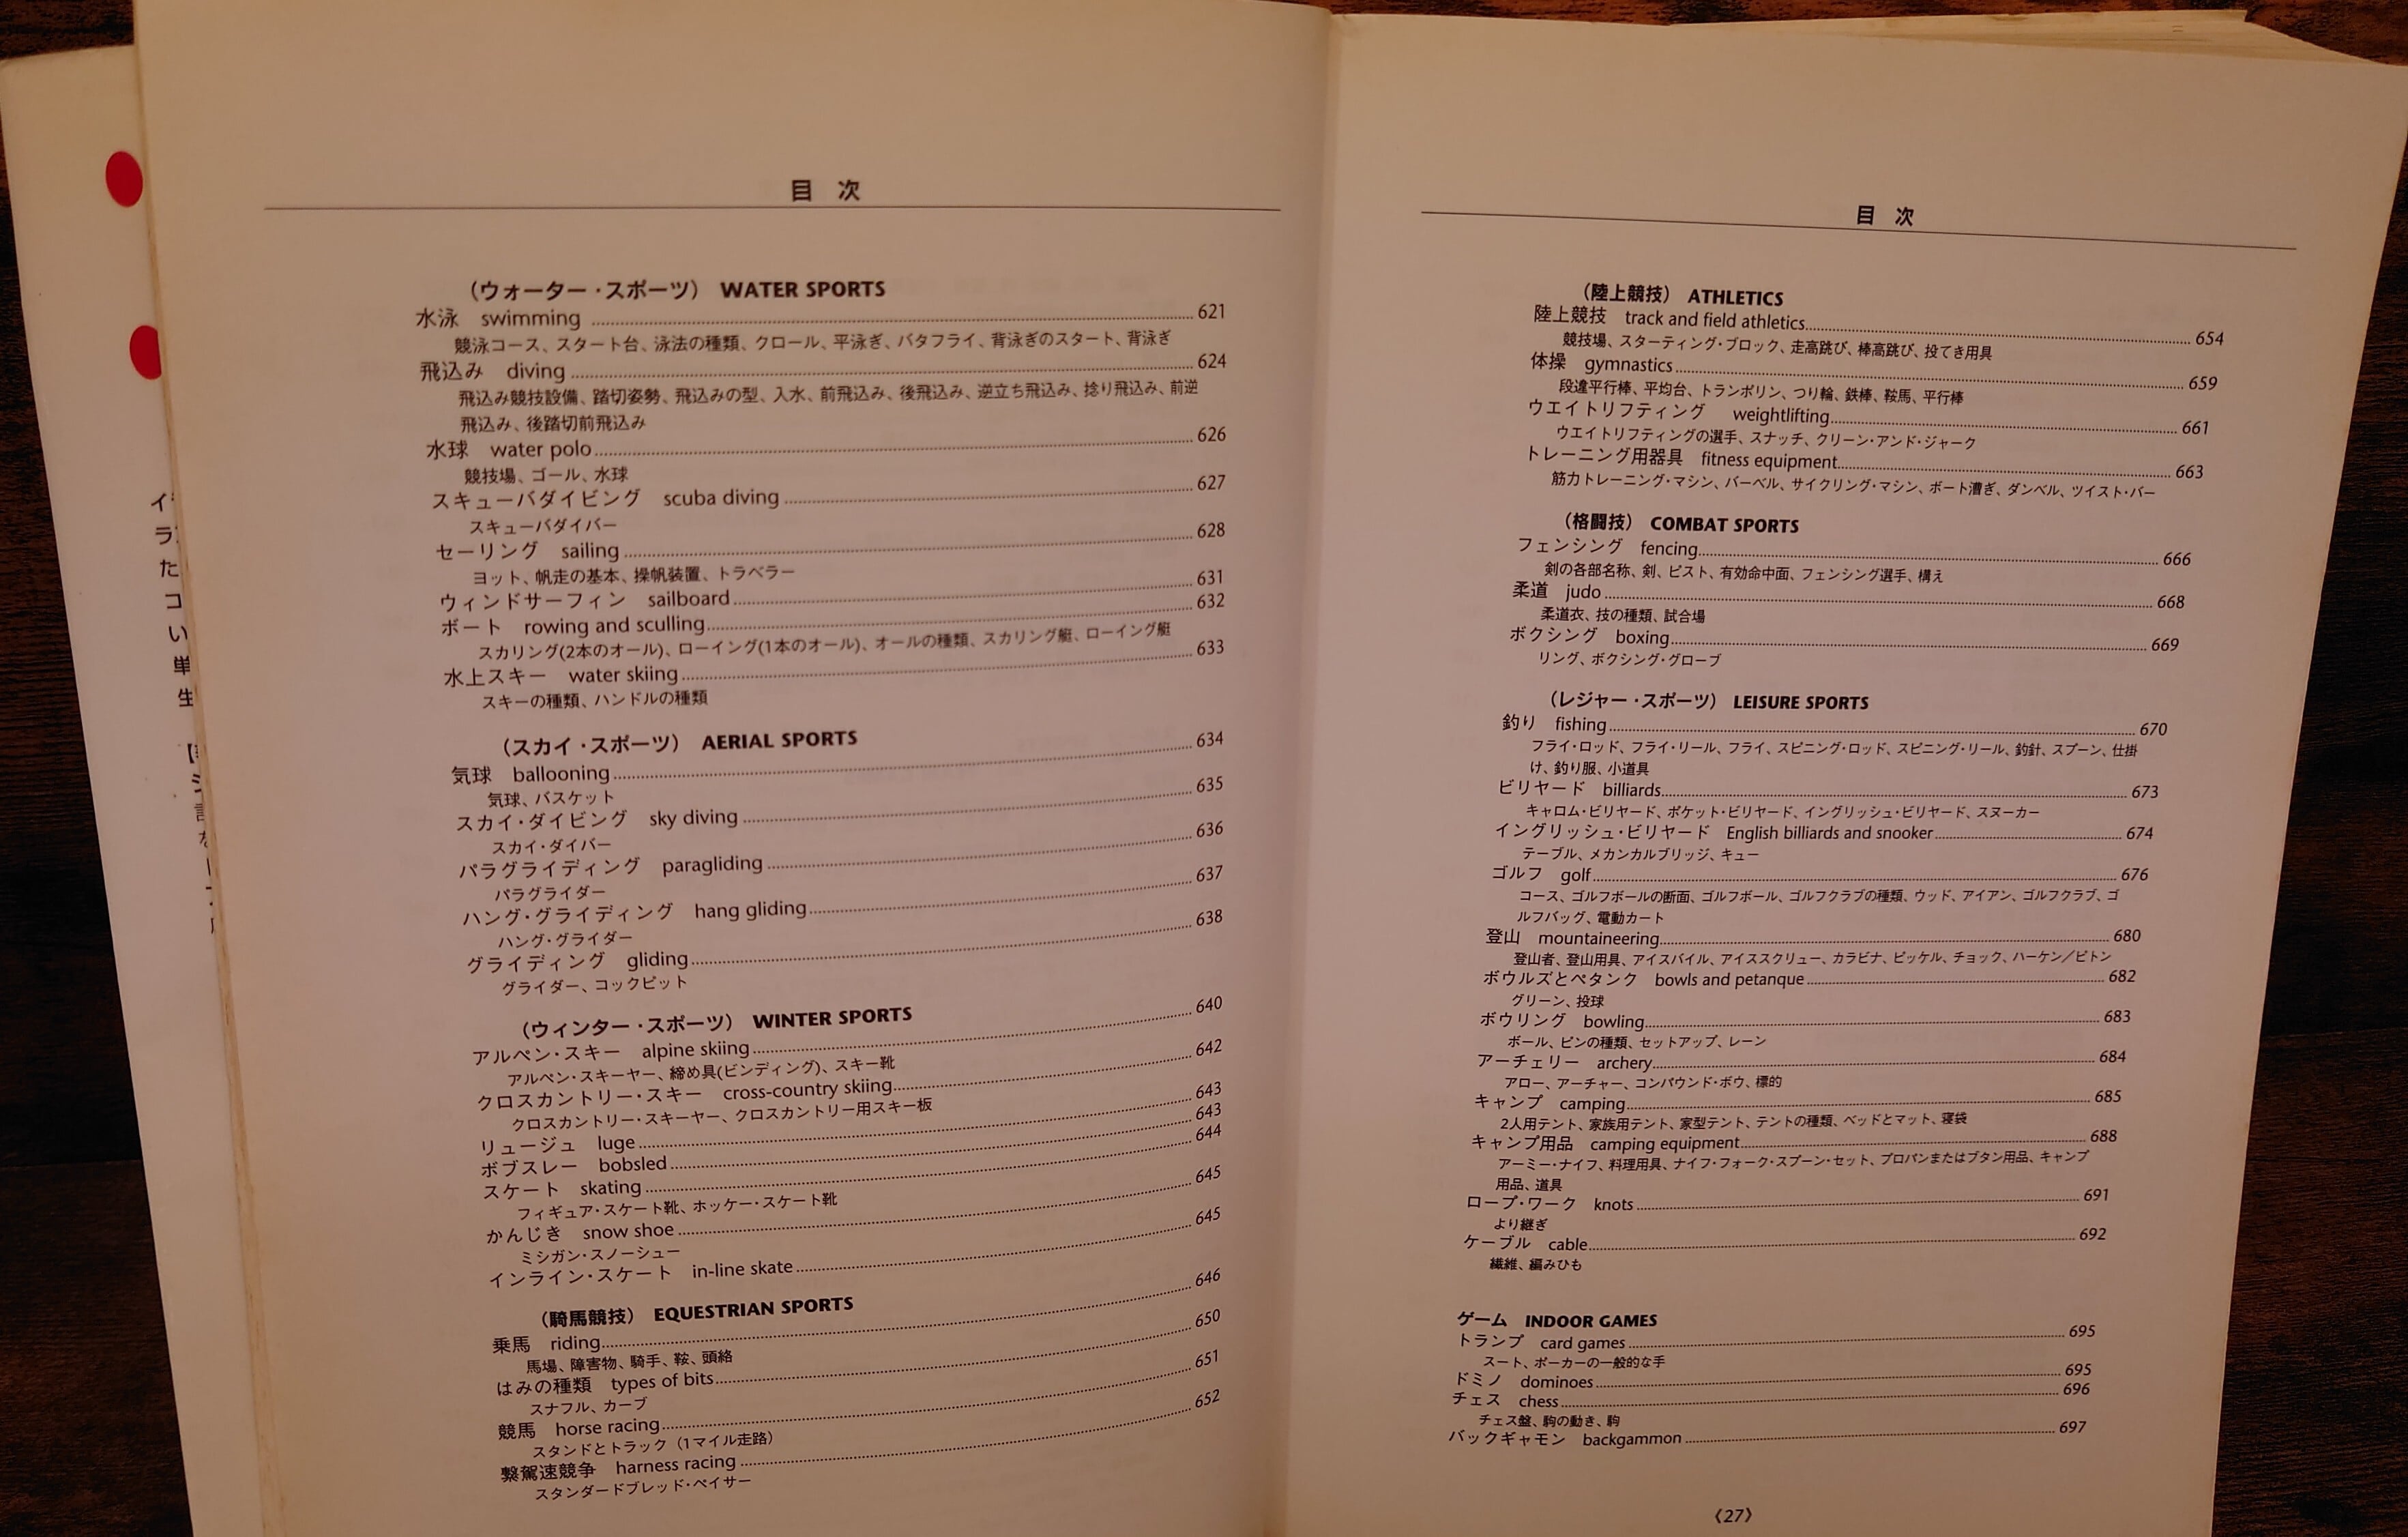 目 次
(ウォーター・スポーツ) WATER SPORTS
水泳 swimming 621
競泳コース、スタート台、泳法の種類、クロール、平泳ぎ、バタフライ、背泳ぎのスタート、背泳ぎ
飛込み diving 624
飛込み競技設備、踏切姿勢、飛込みの型、入水、前飛込み、後飛込み、逆立ち飛込み、捻り飛込み、前逆
飛込み、後踏切前飛込み
水球 water polo 626
競技場、ゴール、水球
スキューバダイビング scuba diving 627
スキューバダイバー
セーリング sailing 628
ヨット、帆走の基本、操帆装置、トラベラー
ウィンドサーフィン sailboard 631
ボート rowing and sculling 632
スカリング(2本のオール)、ローイング(1本のオール)、オールの種類、スカリング艇、ローイング艇
水上スキー water skiing 633
スキーの種類、ハンドルの種類
(スカイ・スポーツ) AERIAL SPORTS
気球 ballooning 634
気球、バスケット
スカイ・ダイビング sky diving 635
スカイ・ダイバー
パラグライディング paragliding 636
パラグライダー
ハング・グライディング hang gliding 637
ハング・グライダー
グライディング gliding 638
グライダー、コックピット
(ウィンター・スポーツ) WINTER SPORTS
アルペン・スキー alpine skiing 640
アルペン・スキーヤー、締め具(ビンディング)、スキー靴
クロスカントリー・スキー cross-country skiing 642
クロスカントリー・スキーヤー、クロスカントリー用スキー板
リュージュ luge 643
ボブスレー bobsled 643
スケート skating 644
フィギュア・スケート靴、ホッケー・スケート靴
かんじき snow shoe 645
ミシガン・スノーシュー
インライン・スケート in-line skate 645
(騎馬競技) EQUESTRIAN SPORTS
乗馬 riding 646
馬場、障害物、騎手、鞍、頭絡
はみの種類 types of bits 650
スナフル、カーブ
競馬 horse racing 651
スタンドとトラック (1マイル走路)
繋駕速競争 harness racing 652
スタンダードブレッド・ペイサー
目 次
(陸上競技) ATHLETICS
陸上競技 track and field athletics 654
競技場、スターティング・ブロック、走高跳び、棒高跳び、投てき用具
体操 gymnastics 659
段違平行棒、平均台、トランポリン、つり輪、鉄棒、鞍馬、平行棒
ウエイトリフティング weightlifting 661
ウエイトリフティングの選手、スナッチ、クリーン・アンド・ジャーク
トレーニング用器具 fitness equipment 663
筋力トレーニング・マシン、バーベル、サイクリング・マシン、ボート漕ぎ、ダンベル、ツイスト・バー
(格闘技) COMBAT SPORTS
フェンシング fencing 666
剣の各部名称、剣、ピスト、有効命中面、フェンシング選手、構え
柔道 judo 668
柔道衣、技の種類、試合場
ボクシング boxing 669
リング、ボクシング・グローブ
(レジャー・スポーツ) LEISURE SPORTS
釣り fishing 670
フライ・ロッド、フライ・リール、フライ、スピニング・ロッド、スピニング・リール、釣針、スプーン、仕掛
け、釣り服、小道具
ビリヤード billiards 673
キャロム・ビリヤード、ポケット・ビリヤード、イングリッシュ・ビリヤード、スヌーカー
イングリッシュ・ビリヤード English billiards and snooker 674
テーブル、メカンカルブリッジ、キュー
ゴルフ golf 676
コース、ゴルフボールの断面、ゴルフボール、ゴルフクラブの種類、ウッド、アイアン、ゴルフクラブ、ゴ
ルフバッグ、電動カート
登山 mountaineering 680
登山者、登山用具、アイスバイル、アイススクリュー、カラビナ、ピッケル、チョック、ハーケン/ピトン
ボウルズとペタンク bowls and petanque 682
グリーン、投球
ボウリング bowling 683
ボール、ピンの種類、セットアップ、レーン
アーチェリー archery 684
アロー、アーチャー、コンパウンド・ボウ、標的
キャンプ camping 685
2人用テント、家族用テント、家型テント、テントの種類、ベッドとマット、寝袋
キャンプ用品 camping equipment 688
アーミー・ナイフ、料理用具、ナイフ・フォーク・スプーン・セット、プロパンまたはブタン用品、キャンプ
用品、道具
ロープ・ワーク knots 691
より継ぎ
ケーブル cable 692
繊維、編みひも
ゲーム INDOOR GAMES
トランプ card games 695
スート、ポーカーの一般的な手
ドミノ dominoes 695
チェス chess 696
チェス盤、駒の動き、駒
バックギャモン backgammon 697
《27》